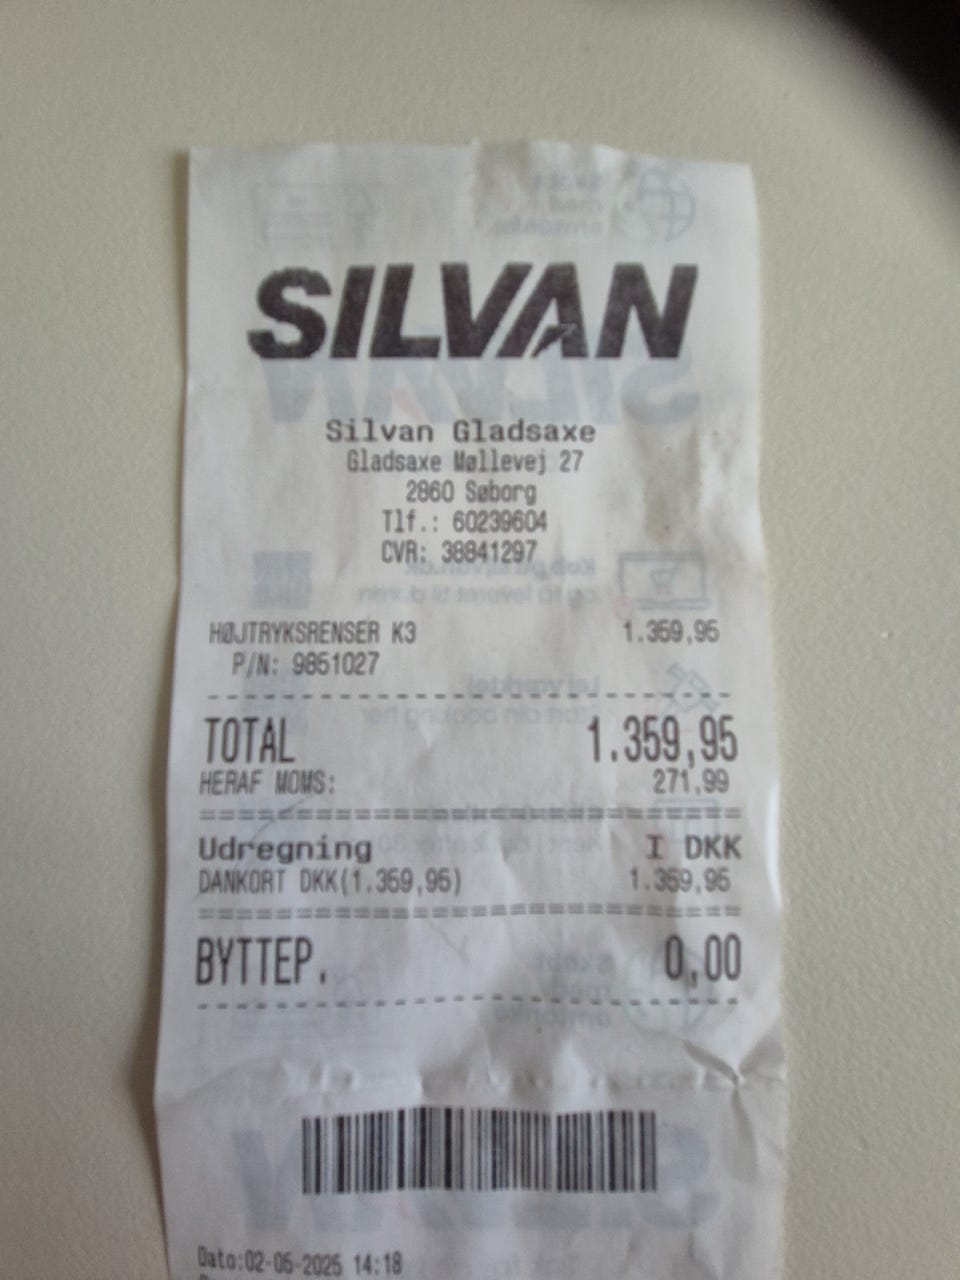 SILVAN
Silvan Gladsaxe
Gladsaxe Møllevej 27
2860 Søborg
Tlf.: 60239604
CVR: 38841297
HØJTRYKSRENSER K3 1.359,95
P/N: 9851027
TOTAL 1.359,95
HERAF MOMS: 271,99
Udregning I DKK
DANKORT DKK(1.359,95) 1.359,95
BYTTEP. 0,00
Dato:02-05-2025 14:18